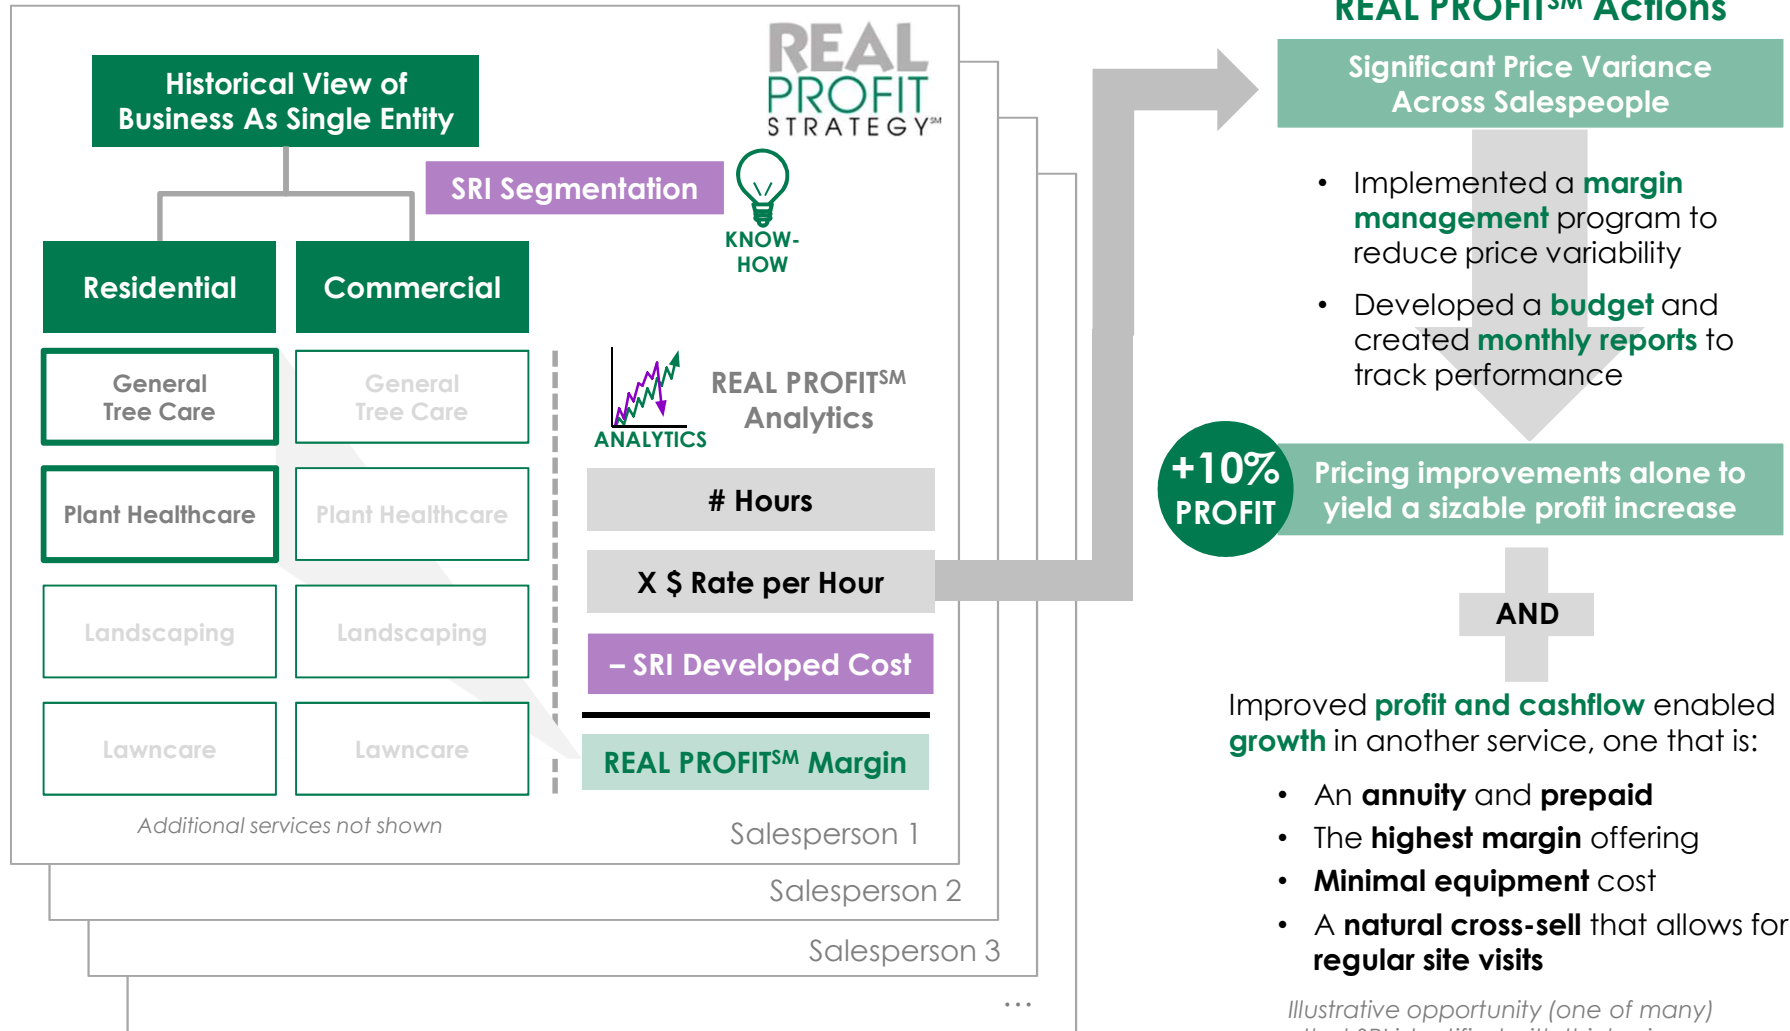 REAL
PROFIT
STRATEGY℠
Historical View of
Business As Single Entity
SRI Segmentation
KNOW-
HOW
Residential
Commercial
General
Tree Care
General
Tree Care
Plant Healthcare
Plant Healthcare
Landscaping
Landscaping
Lawncare
Lawncare
Additional services not shown
ANALYTICS
REAL PROFIT℠
Analytics
# Hours
X $ Rate per Hour
– SRI Developed Cost
REAL PROFIT℠ Margin
Salesperson 1
Salesperson 2
Salesperson 3
...
REAL PROFIT℠ Actions
Significant Price Variance
Across Salespeople
• Implemented a margin
management program to
reduce price variability
• Developed a budget and
created monthly reports to
track performance
+10%
PROFIT
Pricing improvements alone to
yield a sizable profit increase
AND
Improved profit and cashflow enabled
growth in another service, one that is:
• An annuity and prepaid
• The highest margin offering
• Minimal equipment cost
• A natural cross-sell that allows for
regular site visits
Illustrative opportunity (one of many)